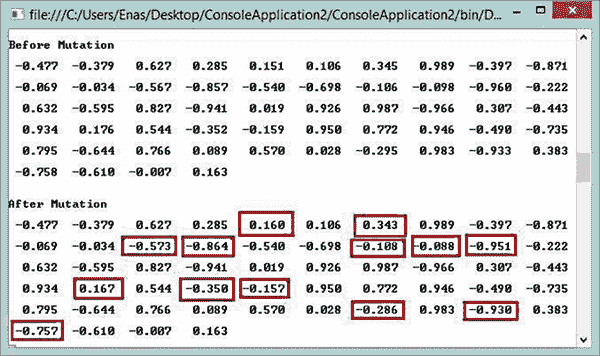 file:///C:/Users/Enas/Desktop/ConsoleApplication2/ConsoleApplication2/bin/D...
Before Mutation
-0.477 -0.379 0.627 0.285 0.151 0.106 0.345 0.989 -0.397 -0.871
-0.069 -0.034 -0.567 -0.857 -0.540 -0.698 -0.106 -0.098 -0.960 -0.222
0.632 -0.595 0.827 -0.941 0.019 0.926 0.987 -0.966 0.307 -0.443
0.934 0.176 0.544 -0.352 -0.159 0.950 0.772 0.946 -0.490 -0.735
0.795 -0.644 0.766 0.089 0.570 0.028 -0.295 0.983 -0.933 0.383
-0.758 -0.610 -0.007 0.163
After Mutation
-0.477 -0.379 0.627 0.285 0.160 0.106 0.343 0.989 -0.397 -0.871
-0.069 -0.034 -0.573 -0.864 -0.540 -0.698 -0.108 -0.088 -0.951 -0.222
0.632 -0.595 0.827 -0.941 0.019 0.926 0.987 -0.966 0.307 -0.443
0.934 0.167 0.544 -0.350 -0.157 0.950 0.772 0.946 -0.490 -0.735
0.795 -0.644 0.766 0.089 0.570 0.028 -0.286 0.983 -0.930 0.383
-0.757 -0.610 -0.007 0.163